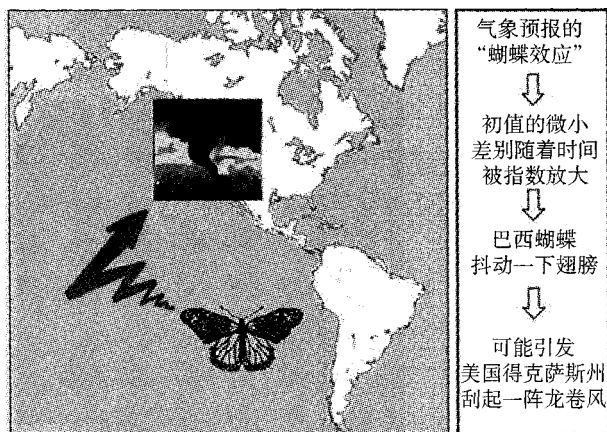 气象预报的
“蝴蝶效应”
初值的微小
差别随着时间
被指数放大
巴西蝴蝶
抖动一下翅膀
可能引发
美国得克萨斯州
刮起一阵龙卷风